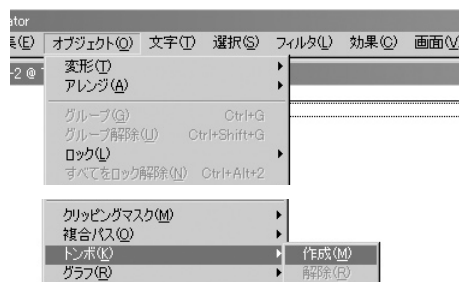 ator
(E) オブジェクト(O) 文字(T) 選択(S) フィルタ(L) 効果(C) 画面(V
-2 @
変形(T)
アレンジ(A)
グループ(G) Ctrl+G
グループ解除(U) Ctrl+Shift+G
ロック(L)
すべてをロック解除(N) Ctrl+Alt+2
クリッピングマスク(M)
複合パス(O)
トンボ(K) 作成(M)
グラフ(R) 解除(R)